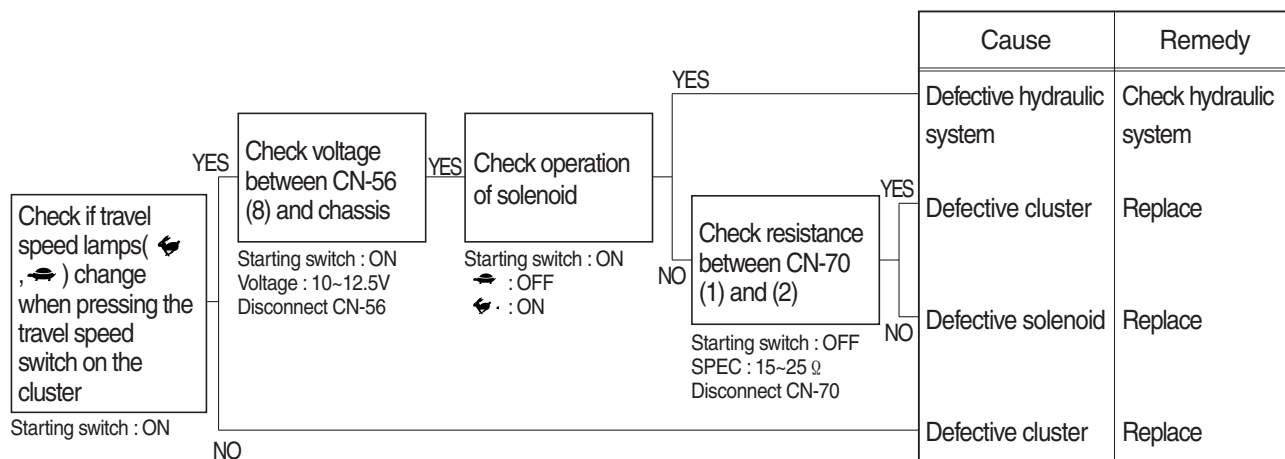 Cause Remedy
YES
Defective hydraulic system
Check hydraulic system
YES
Check voltage
between CN-56
(8) and chassis
Starting switch : ON
Voltage : 10~12.5V
Disconnect CN-56
YES
Check operation
of solenoid
Starting switch : ON
: OFF
: ON
Check if travel
speed lamps(
, ) change
when pressing the
travel speed
switch on the
cluster
Starting switch : ON
NO
Check resistance
between CN-70
(1) and (2)
Starting switch : OFF
SPEC : 15~25 Ω
Disconnect CN-70
YES
Defective cluster Replace
NO
Defective solenoid Replace
NO
Defective cluster Replace